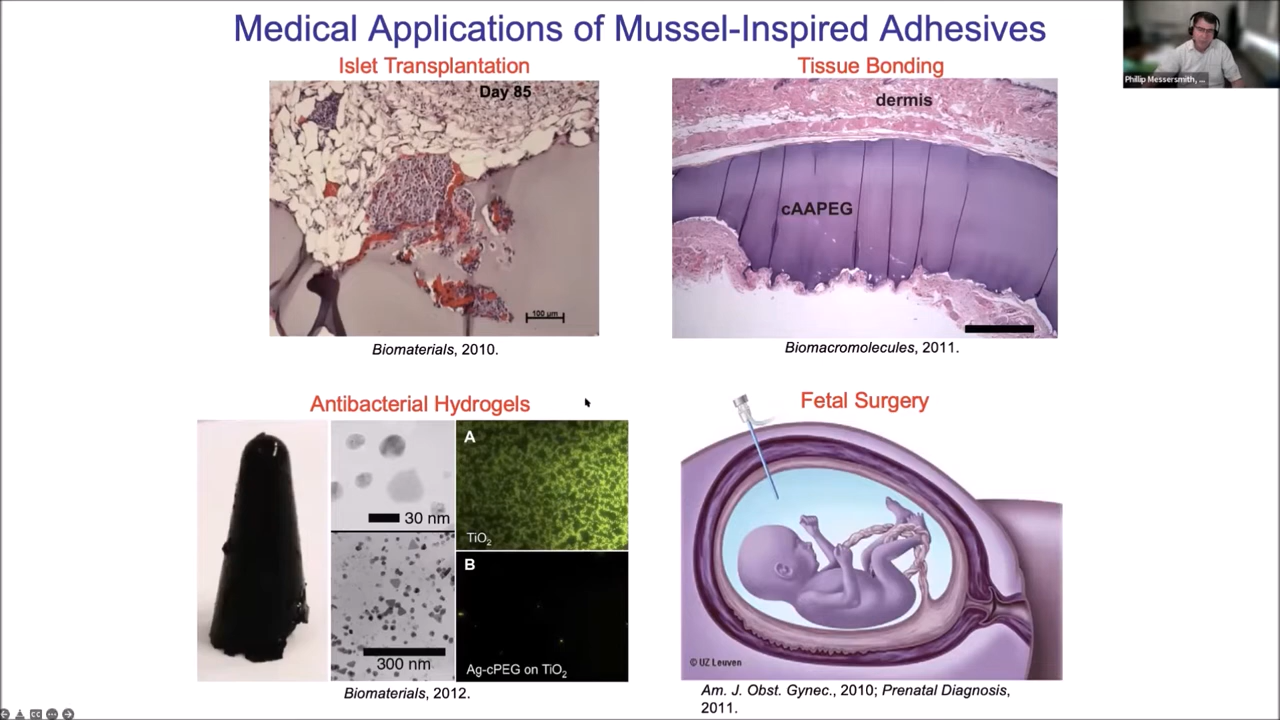 Medical Applications of Mussel-Inspired Adhesives
Phillip Messersmith, ...
Islet Transplantation
Day 85
100 µm
Biomaterials, 2010.
Tissue Bonding
dermis
cAAPEG
Biomacromolecules, 2011.
Antibacterial Hydrogels
30 nm
300 nm
A
TiO₂
B
Ag-cPEG on TiO₂
Biomaterials, 2012.
Fetal Surgery
© UZ Leuven
Am. J. Obst. Gynec., 2010; Prenatal Diagnosis,
2011.